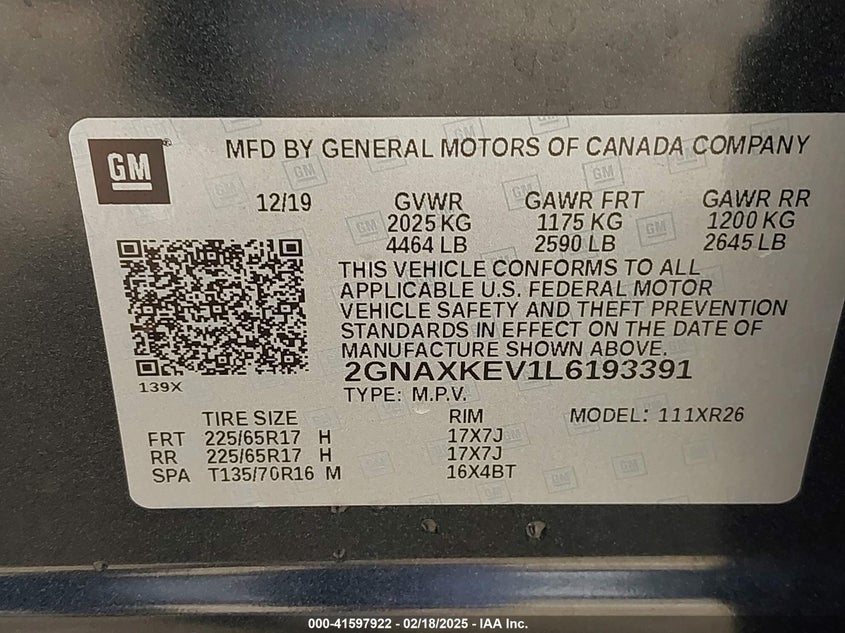 GM
MFD BY GENERAL MOTORS OF CANADA COMPANY
12/19 GVWR GAWR FRT GAWR RR
2025 KG 1175 KG 1200 KG
4464 LB 2590 LB 2645 LB
THIS VEHICLE CONFORMS TO ALL
APPLICABLE U.S. FEDERAL MOTOR
VEHICLE SAFETY AND THEFT PREVENTION
STANDARDS IN EFFECT ON THE DATE OF
MANUFACTURE SHOWN ABOVE.
139X
2GNAXKEV1L6193391
TYPE: M.P.V.
TIRE SIZE RIM MODEL: 111XR26
FRT 225/65R17 H 17X7J
RR 225/65R17 H 17X7J
SPA T135/70R16 M 16X4BT
000-41597922 - 02/18/2025 - IAA Inc.